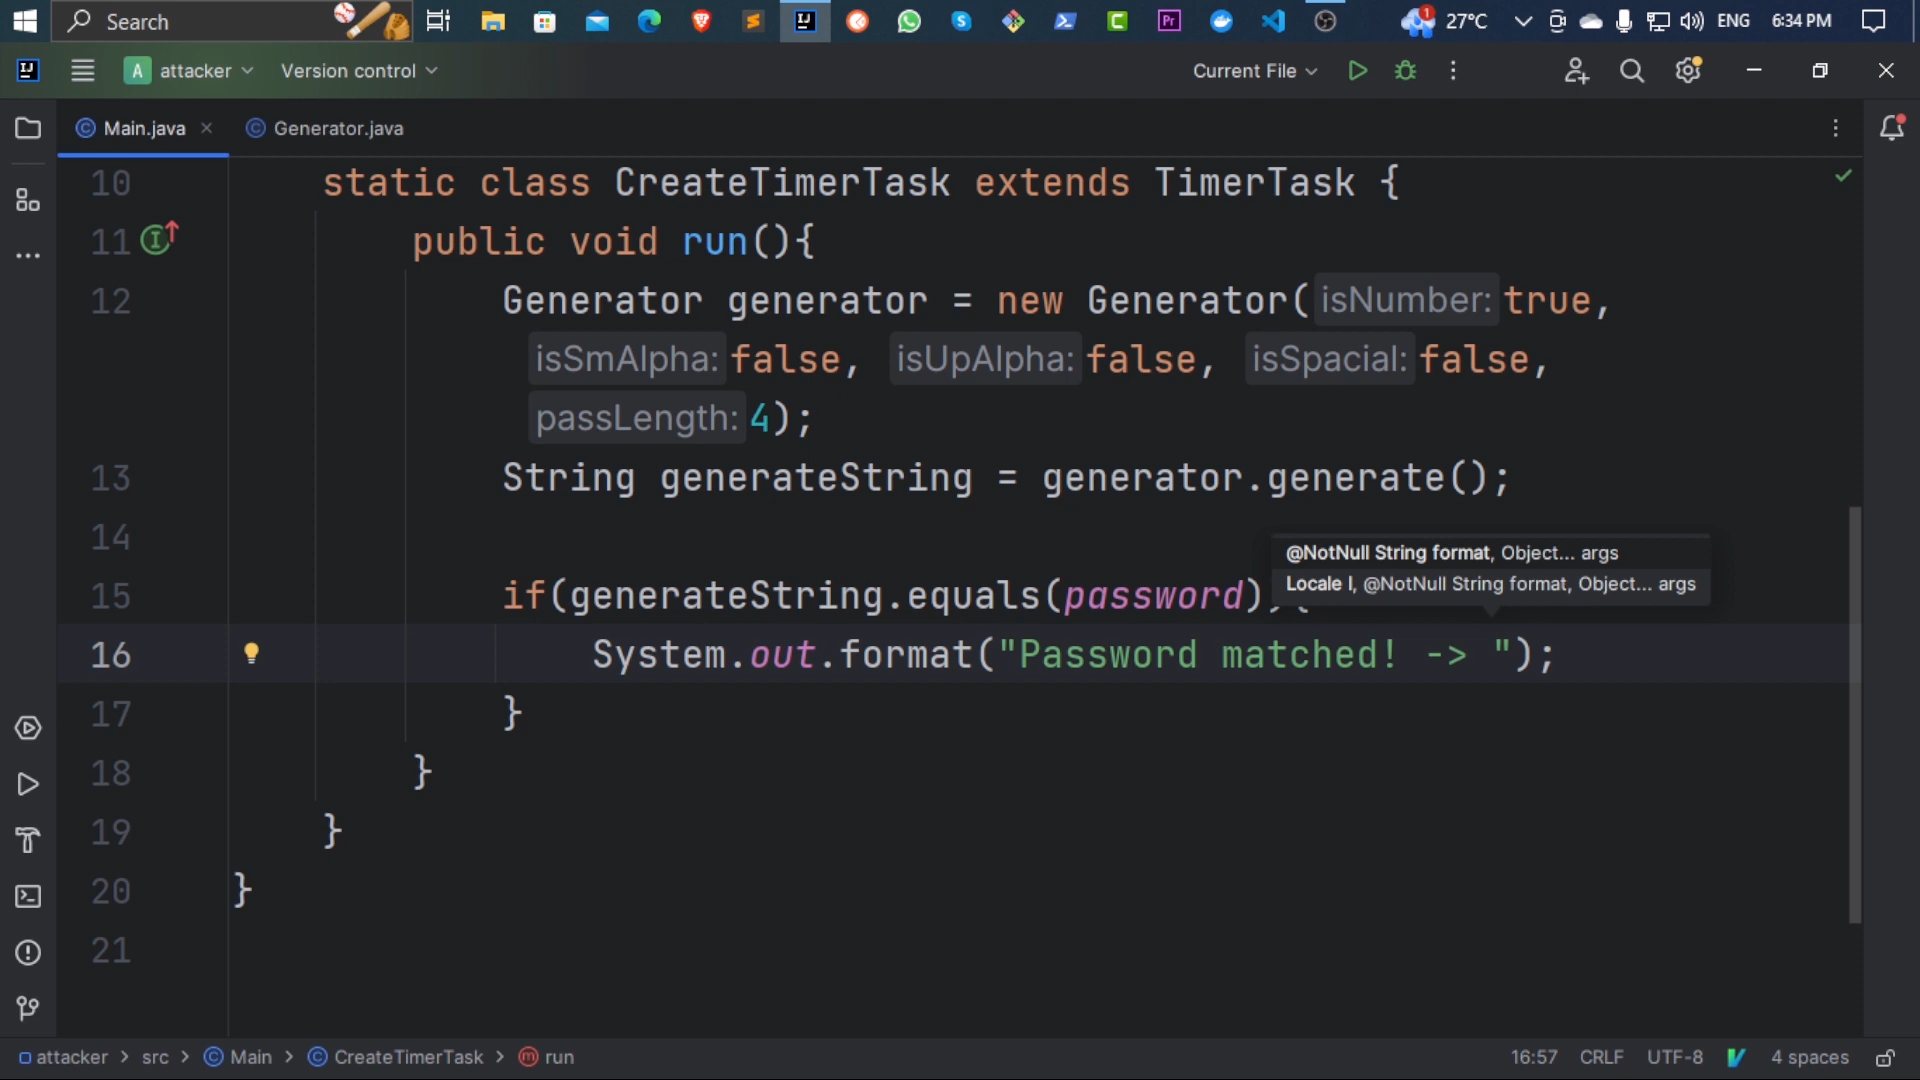 Search
1
27°C
ENG
6:34 PM
IJ
A attacker
Version control
Current File
Main.java
Generator.java
10 static class CreateTimerTask extends TimerTask {
11 public void run(){
12 Generator generator = new Generator( isNumber: true,
isSmAlpha: false, isUpAlpha: false, isSpacial: false,
passLength: 4);
13 String generateString = generator.generate();
14
@NotNull String format, Object... args
Locale l, @NotNull String format, Object... args
15 if(generateString.equals(password)){
16 System.out.format("Password matched! -> ");
17 }
18 }
19 }
20 }
21
attacker > src > Main > CreateTimerTask > run
16:57 CRLF UTF-8 4 spaces